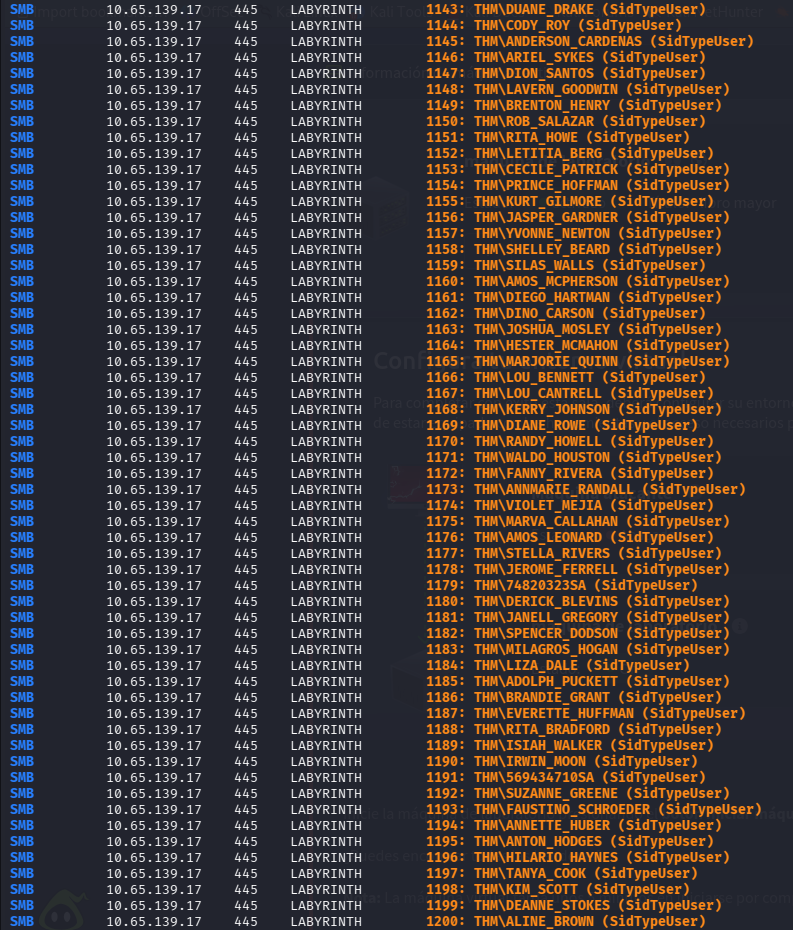 SMB 10.65.139.17 445 LABYRINTH 1143: THM\DUANE_DRAKE (SidTypeUser)
SMB 10.65.139.17 445 LABYRINTH 1144: THM\CODY_ROY (SidTypeUser)
SMB 10.65.139.17 445 LABYRINTH 1145: THM\ANDERSON_CARDENAS (SidTypeUser)
SMB 10.65.139.17 445 LABYRINTH 1146: THM\ARIEL_SYKES (SidTypeUser)
SMB 10.65.139.17 445 LABYRINTH 1147: THM\DION_SANTOS (SidTypeUser)
SMB 10.65.139.17 445 LABYRINTH 1148: THM\LAVERN_GOODWIN (SidTypeUser)
SMB 10.65.139.17 445 LABYRINTH 1149: THM\BRENTON_HENRY (SidTypeUser)
SMB 10.65.139.17 445 LABYRINTH 1150: THM\ROB_SALAZAR (SidTypeUser)
SMB 10.65.139.17 445 LABYRINTH 1151: THM\RITA_HOWE (SidTypeUser)
SMB 10.65.139.17 445 LABYRINTH 1152: THM\LETITIA_BERG (SidTypeUser)
SMB 10.65.139.17 445 LABYRINTH 1153: THM\CECILE_PATRICK (SidTypeUser)
SMB 10.65.139.17 445 LABYRINTH 1154: THM\PRINCE_HOFFMAN (SidTypeUser)
SMB 10.65.139.17 445 LABYRINTH 1155: THM\KURT_GILMORE (SidTypeUser)
SMB 10.65.139.17 445 LABYRINTH 1156: THM\JASPER_GARDNER (SidTypeUser)
SMB 10.65.139.17 445 LABYRINTH 1157: THM\YVONNE_NEWTON (SidTypeUser)
SMB 10.65.139.17 445 LABYRINTH 1158: THM\SHELLEY_BEARD (SidTypeUser)
SMB 10.65.139.17 445 LABYRINTH 1159: THM\SILAS_WALLS (SidTypeUser)
SMB 10.65.139.17 445 LABYRINTH 1160: THM\AMOS_MCPHERSON (SidTypeUser)
SMB 10.65.139.17 445 LABYRINTH 1161: THM\DIEGO_HARTMAN (SidTypeUser)
SMB 10.65.139.17 445 LABYRINTH 1162: THM\DINO_CARSON (SidTypeUser)
SMB 10.65.139.17 445 LABYRINTH 1163: THM\JOSHUA_MOSLEY (SidTypeUser)
SMB 10.65.139.17 445 LABYRINTH 1164: THM\HESTER_MCMAHON (SidTypeUser)
SMB 10.65.139.17 445 LABYRINTH 1165: THM\MARJORIE_QUINN (SidTypeUser)
SMB 10.65.139.17 445 LABYRINTH 1166: THM\LOU_BENNETT (SidTypeUser)
SMB 10.65.139.17 445 LABYRINTH 1167: THM\LOU_CANTRELL (SidTypeUser)
SMB 10.65.139.17 445 LABYRINTH 1168: THM\KERRY_JOHNSON (SidTypeUser)
SMB 10.65.139.17 445 LABYRINTH 1169: THM\DIANE_ROWE (SidTypeUser)
SMB 10.65.139.17 445 LABYRINTH 1170: THM\RANDY_HOWELL (SidTypeUser)
SMB 10.65.139.17 445 LABYRINTH 1171: THM\WALDO_HOUSTON (SidTypeUser)
SMB 10.65.139.17 445 LABYRINTH 1172: THM\FANNY_RIVERA (SidTypeUser)
SMB 10.65.139.17 445 LABYRINTH 1173: THM\ANNMARIE_RANDALL (SidTypeUser)
SMB 10.65.139.17 445 LABYRINTH 1174: THM\VIOLET_MEJIA (SidTypeUser)
SMB 10.65.139.17 445 LABYRINTH 1175: THM\MARVA_CALLAHAN (SidTypeUser)
SMB 10.65.139.17 445 LABYRINTH 1176: THM\AMOS_LEONARD (SidTypeUser)
SMB 10.65.139.17 445 LABYRINTH 1177: THM\STELLA_RIVERS (SidTypeUser)
SMB 10.65.139.17 445 LABYRINTH 1178: THM\JEROME_FERRELL (SidTypeUser)
SMB 10.65.139.17 445 LABYRINTH 1179: THM\74820323SA (SidTypeUser)
SMB 10.65.139.17 445 LABYRINTH 1180: THM\DERICK_BLEVINS (SidTypeUser)
SMB 10.65.139.17 445 LABYRINTH 1181: THM\JANELL_GREGORY (SidTypeUser)
SMB 10.65.139.17 445 LABYRINTH 1182: THM\SPENCER_DODSON (SidTypeUser)
SMB 10.65.139.17 445 LABYRINTH 1183: THM\MILAGROS_HOGAN (SidTypeUser)
SMB 10.65.139.17 445 LABYRINTH 1184: THM\LIZA_DALE (SidTypeUser)
SMB 10.65.139.17 445 LABYRINTH 1185: THM\ADOLPH_PUCKETT (SidTypeUser)
SMB 10.65.139.17 445 LABYRINTH 1186: THM\BRANDIE_GRANT (SidTypeUser)
SMB 10.65.139.17 445 LABYRINTH 1187: THM\EVERETTE_HUFFMAN (SidTypeUser)
SMB 10.65.139.17 445 LABYRINTH 1188: THM\RITA_BRADFORD (SidTypeUser)
SMB 10.65.139.17 445 LABYRINTH 1189: THM\ISIAH_WALKER (SidTypeUser)
SMB 10.65.139.17 445 LABYRINTH 1190: THM\IRWIN_MOON (SidTypeUser)
SMB 10.65.139.17 445 LABYRINTH 1191: THM\569434710SA (SidTypeUser)
SMB 10.65.139.17 445 LABYRINTH 1192: THM\SUZANNE_GREENE (SidTypeUser)
SMB 10.65.139.17 445 LABYRINTH 1193: THM\FAUSTINO_SCHROEDER (SidTypeUser)
SMB 10.65.139.17 445 LABYRINTH 1194: THM\ANNETTE_HUBER (SidTypeUser)
SMB 10.65.139.17 445 LABYRINTH 1195: THM\ANTON_HODGES (SidTypeUser)
SMB 10.65.139.17 445 LABYRINTH 1196: THM\HILARIO_HAYNES (SidTypeUser)
SMB 10.65.139.17 445 LABYRINTH 1197: THM\TANYA_COOK (SidTypeUser)
SMB 10.65.139.17 445 LABYRINTH 1198: THM\KIM_SCOTT (SidTypeUser)
SMB 10.65.139.17 445 LABYRINTH 1199: THM\DEANNE_STOKES (SidTypeUser)
SMB 10.65.139.17 445 LABYRINTH 1200: THM\ALINE_BROWN (SidTypeUser)